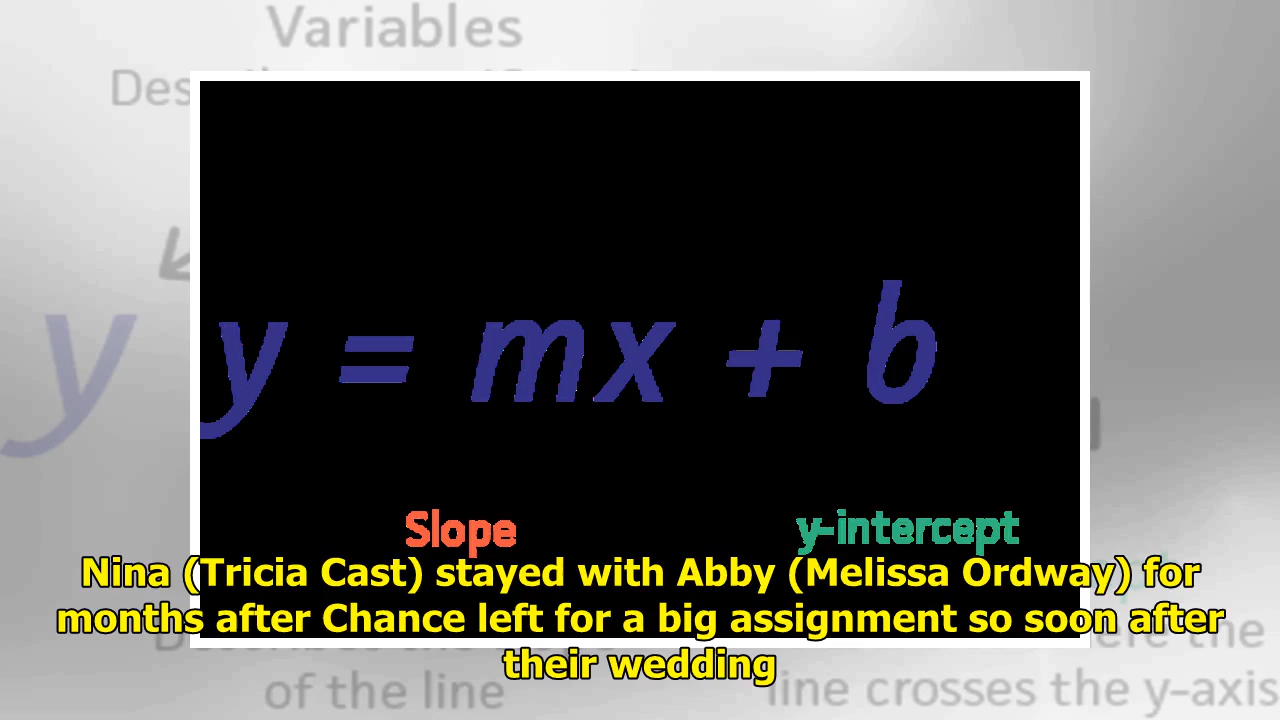 Variables
y y = mx + b
Slope y-intercept
Nina (Tricia Cast) stayed with Abby (Melissa Ordway) for
months after Chance left for a big assignment so soon after
their wedding
the
of the line
line crosses the y-axis